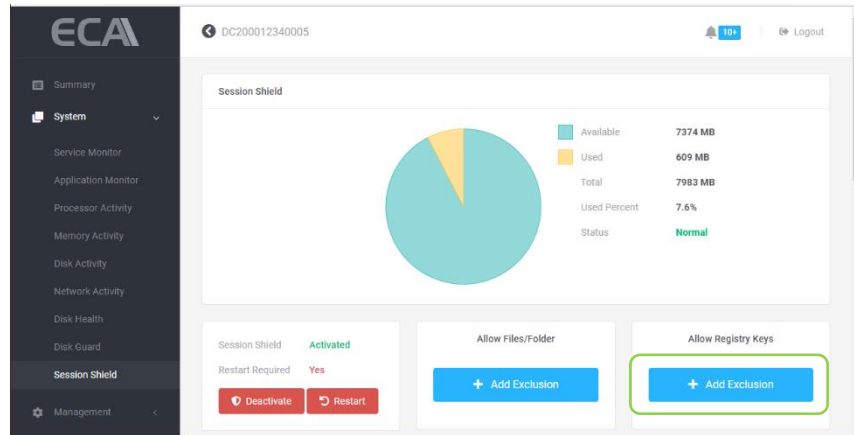 ECA
DC200012340005
10+
Logout
Summary
System
Service Monitor
Application Monitor
Processor Activity
Memory Activity
Disk Activity
Network Activity
Disk Health
Disk Guard
Session Shield
Management
Session Shield
Available 7374 MB
Used 609 MB
Total 7983 MB
Used Percent 7.6%
Status Normal
Session Shield Activated
Restart Required Yes
Deactivate
Restart
Allow Files/Folder
+ Add Exclusion
Allow Registry Keys
+ Add Exclusion